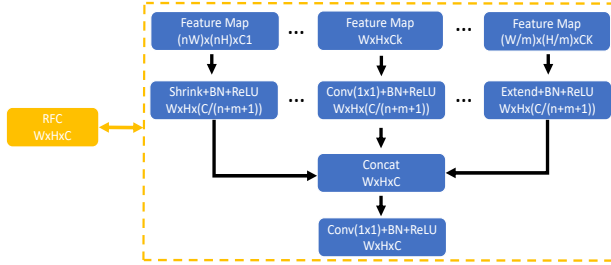 Feature Map
(nW)x(nH)xC1
...
Feature Map
WxHxCk
...
Feature Map
(W/m)x(H/m)xCK
Shrink+BN+ReLU
WxHx(C/(n+m+1))
...
Conv(1x1)+BN+ReLU
WxHx(C/(n+m+1))
...
Extend+BN+ReLU
WxHx(C/(n+m+1))
RFC
WxHxC
Concat
WxHxC
Conv(1x1)+BN+ReLU
WxHxC